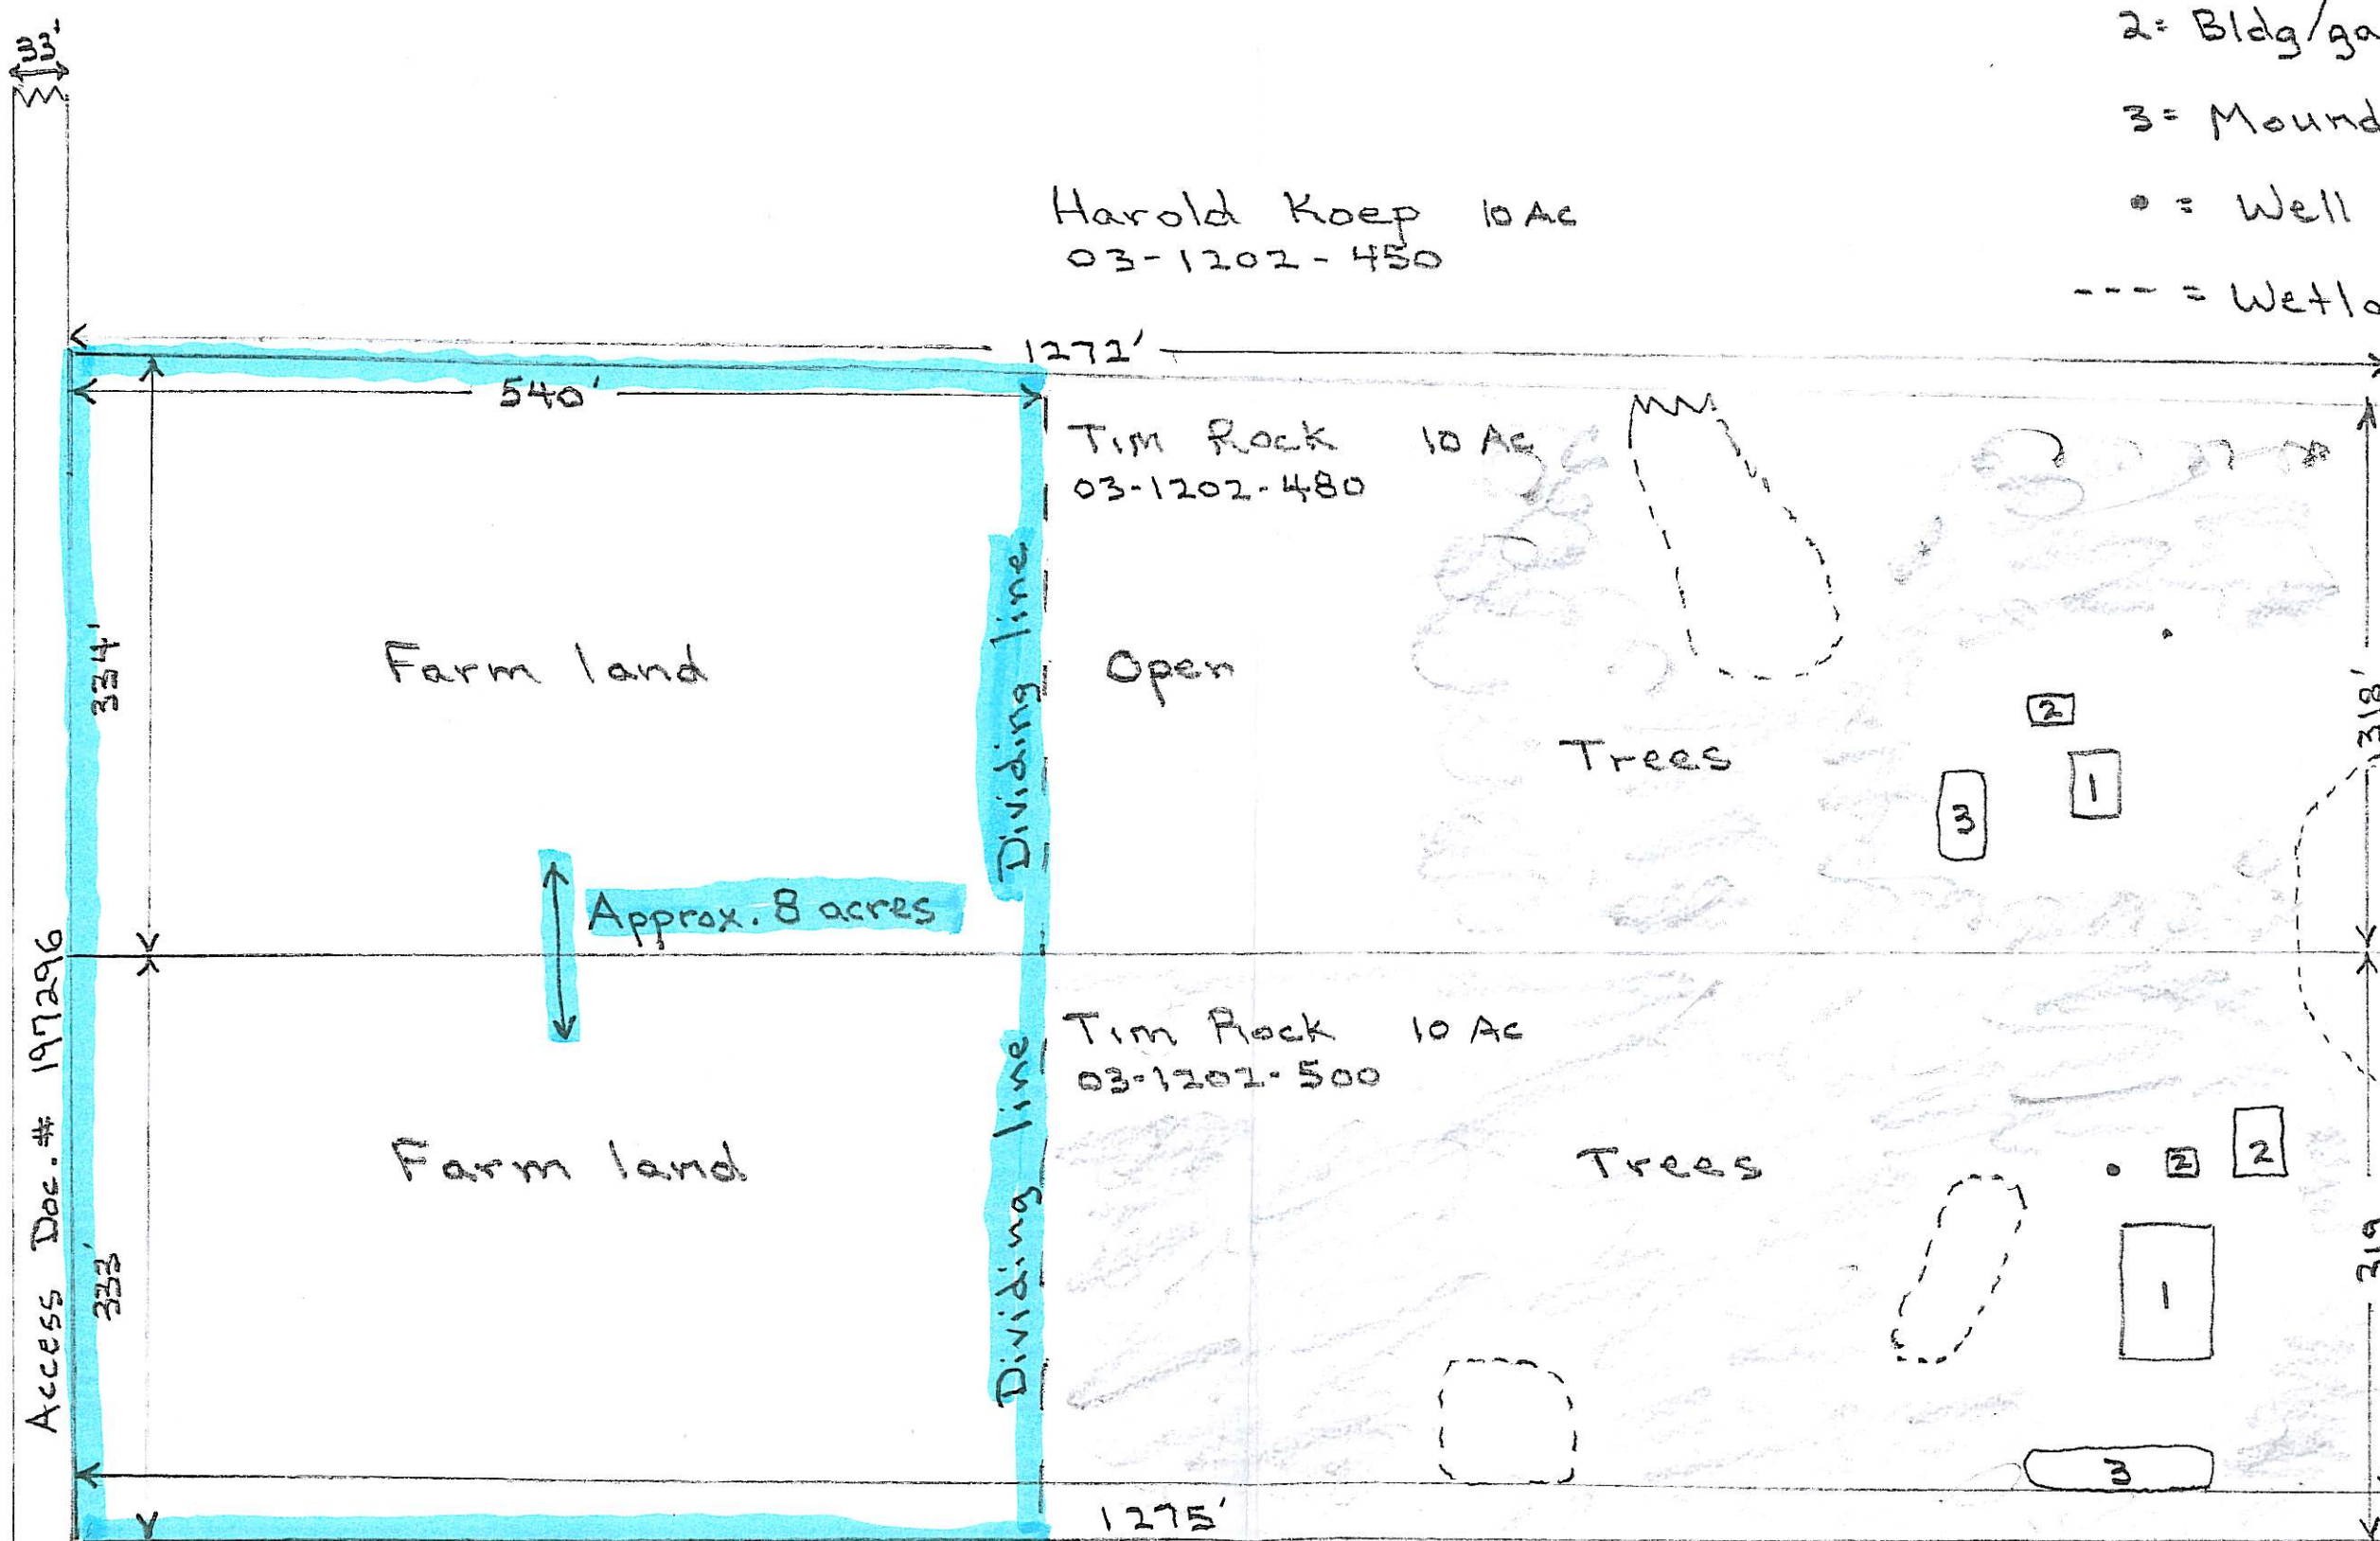 33'
2= Bldg/ga
3= Mound
• = Well
--- = Wetla
Harold Koep 10 Ac
03-1202-450
1272'
540'
Tim Rock 10 Ac
03-1202-480
334'
Farm land
Dividing line
Open
Trees
318'
2
1
3
Approx. 8 acres
Access Doc. # 197296
Tim Rock 10 Ac
03-1202-500
333'
Farm land
Dividing line
Trees
2
2
1
319
3
1275'